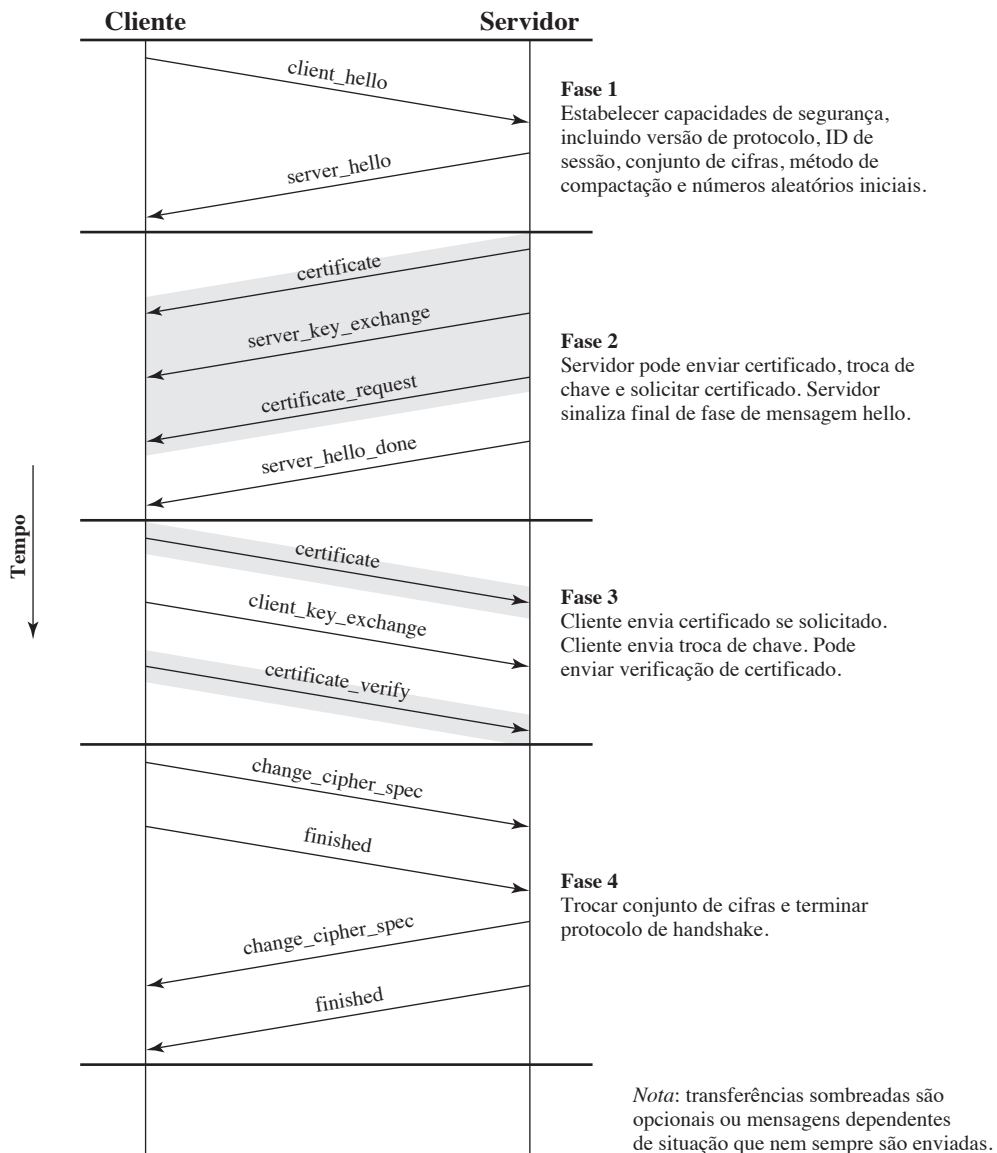 Cliente
Servidor
client_hello
server_hello
Fase 1
Estabelecer capacidades de segurança,
incluindo versão de protocolo, ID de
sessão, conjunto de cifras, método de
compactação e números aleatórios iniciais.
certificate
server_key_exchange
certificate_request
server_hello_done
Fase 2
Servidor pode enviar certificado, troca de
chave e solicitar certificado. Servidor
sinaliza final de fase de mensagem hello.
Tempo
certificate
client_key_exchange
certificate_verify
Fase 3
Cliente envia certificado se solicitado.
Cliente envia troca de chave. Pode
enviar verificação de certificado.
change_cipher_spec
finished
change_cipher_spec
finished
Fase 4
Trocar conjunto de cifras e terminar
protocolo de handshake.
Nota: transferências sombreadas são
opcionais ou mensagens dependentes
de situação que nem sempre são enviadas.